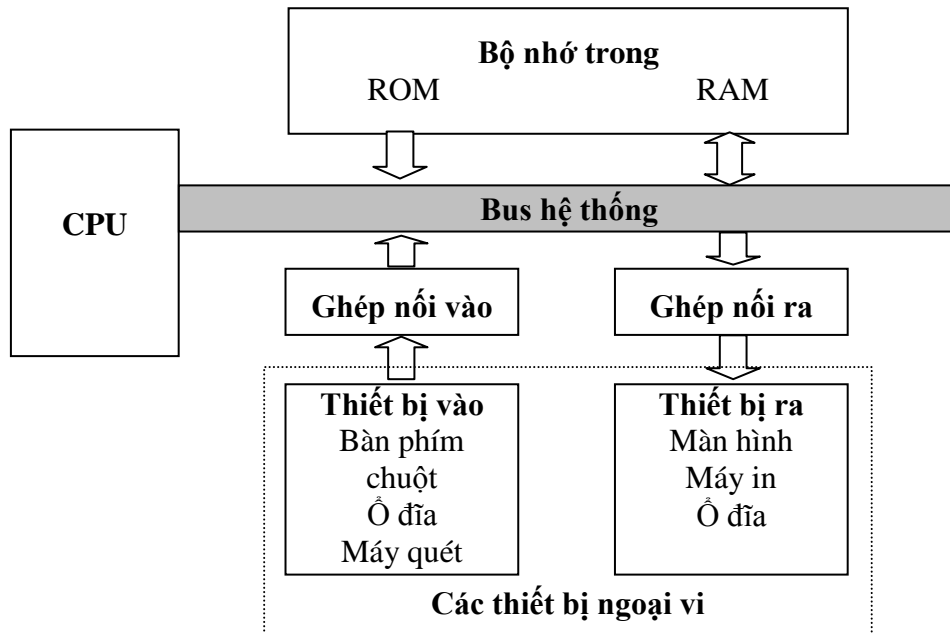 Bộ nhớ trong
ROM RAM
CPU
Bus hệ thống
Ghép nối vào
Ghép nối ra
Thiết bị vào
Bàn phím
chuột
Ổ đĩa
Máy quét
Thiết bị ra
Màn hình
Máy in
Ổ đĩa
Các thiết bị ngoại vi